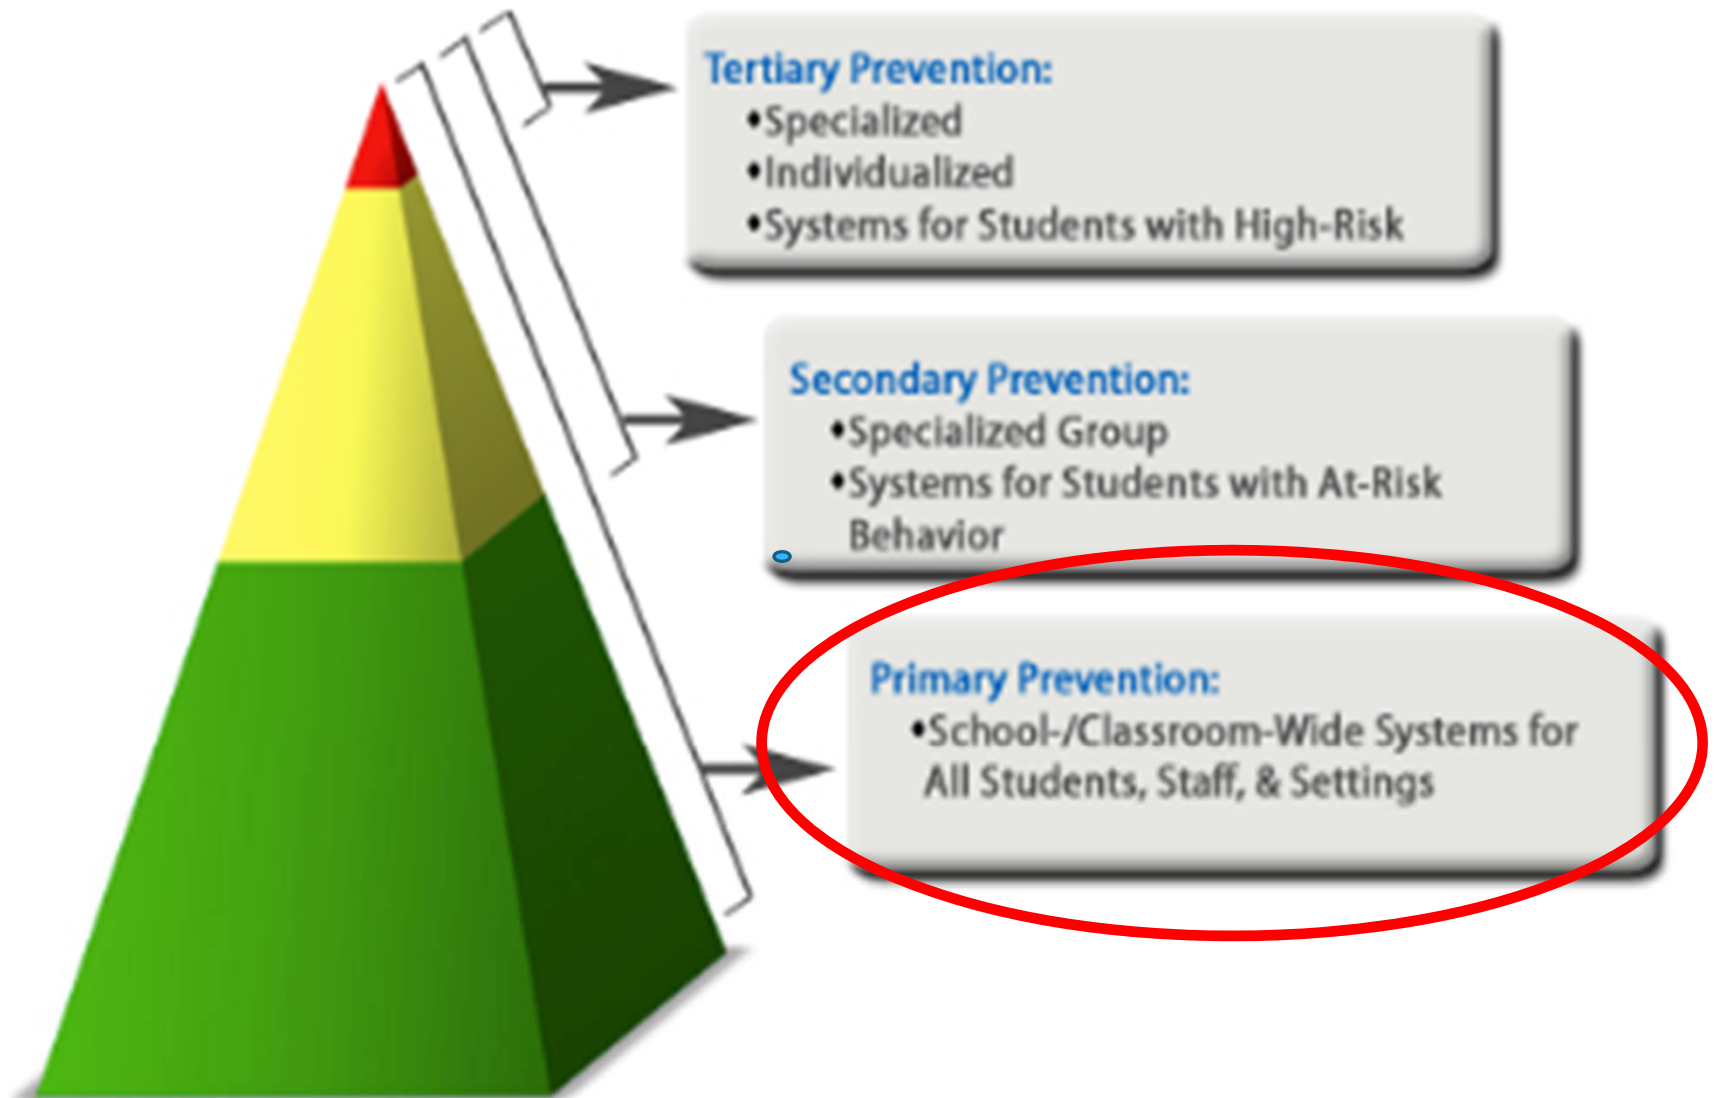 Tertiary Prevention:
•Specialized
•Individualized
•Systems for Students with High-Risk
Secondary Prevention:
•Specialized Group
•Systems for Students with At-Risk
Behavior
Primary Prevention:
•School-/Classroom-Wide Systems for
All Students, Staff, & Settings